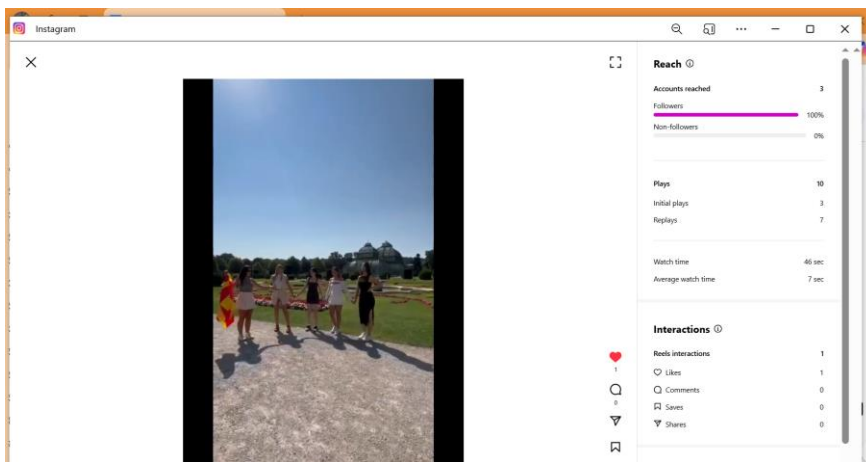 Instagram
Reach
Accounts reached 3
Followers
100%
Non-followers
0%
Plays 10
Initial plays 3
Replays 7
Watch time 46 sec
Average watch time 7 sec
Interactions
Reels interactions 1
Likes 1
Comments 0
Saves 0
Shares 0
1
0